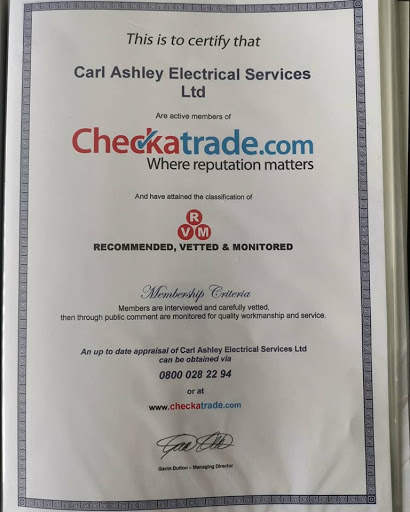 This is to certify that
Carl Ashley Electrical Services
Ltd
Are active members of
Checkatrade.com
Where reputation matters
And have attained the classification of
R
V M
RECOMMENDED, VETTED & MONITORED
Membership Criteria
Members are interviewed and carefully vetted,
then through public comment are monitored for quality workmanship and service.
An up to date appraisal of Carl Ashley Electrical Services Ltd
can be obtained via
0800 028 22 94
or at
www.checkatrade.com
Gavin Dutton – Managing Director